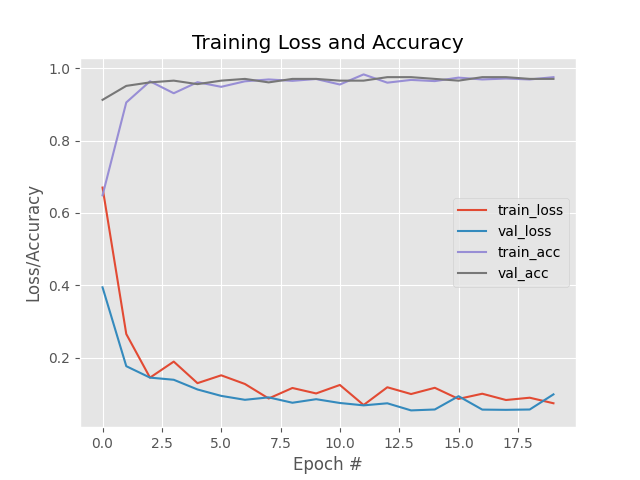 Training Loss and Accuracy
Loss/Accuracy
1.0
0.8
0.6
0.4
0.2
train_loss
val_loss
train_acc
val_acc
0.0 2.5 5.0 7.5 10.0 12.5 15.0 17.5
Epoch #